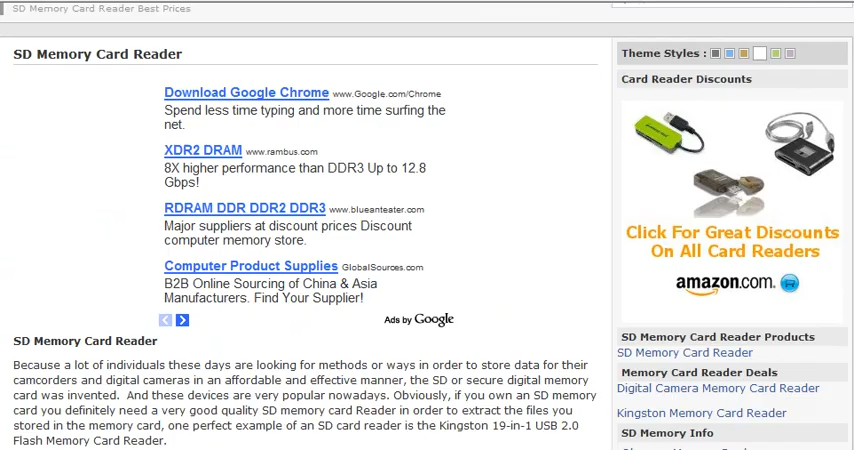 SD Memory Card Reader Best Prices
SD Memory Card Reader
Download Google Chrome www.Google.com/Chrome
Spend less time typing and more time surfing the
net.
XDR2 DRAM www.rambus.com
8X higher performance than DDR3 Up to 12.8
Gbps!
RDRAM DDR DDR2 DDR3 www.blueanteater.com
Major suppliers at discount prices Discount
computer memory store.
Computer Product Supplies GlobalSources.com
B2B Online Sourcing of China & Asia
Manufacturers. Find Your Supplier!
Ads by Google
SD Memory Card Reader
Because a lot of individuals these days are looking for methods or ways in order to store data for their
camcorders and digital cameras in an affordable and effective manner, the SD or secure digital memory
card was invented. And these devices are very popular nowadays. Obviously, if you own an SD memory
card you definitely need a very good quality SD memory card Reader in order to extract the files you
stored in the memory card, one perfect example of an SD card reader is the Kingston 19-in-1 USB 2.0
Flash Memory Card Reader.
Theme Styles :
Card Reader Discounts
Click For Great Discounts
On All Card Readers
amazon.com.
SD Memory Card Reader Products
SD Memory Card Reader
Memory Card Reader Deals
Digital Camera Memory Card Reader
Kingston Memory Card Reader
SD Memory Info